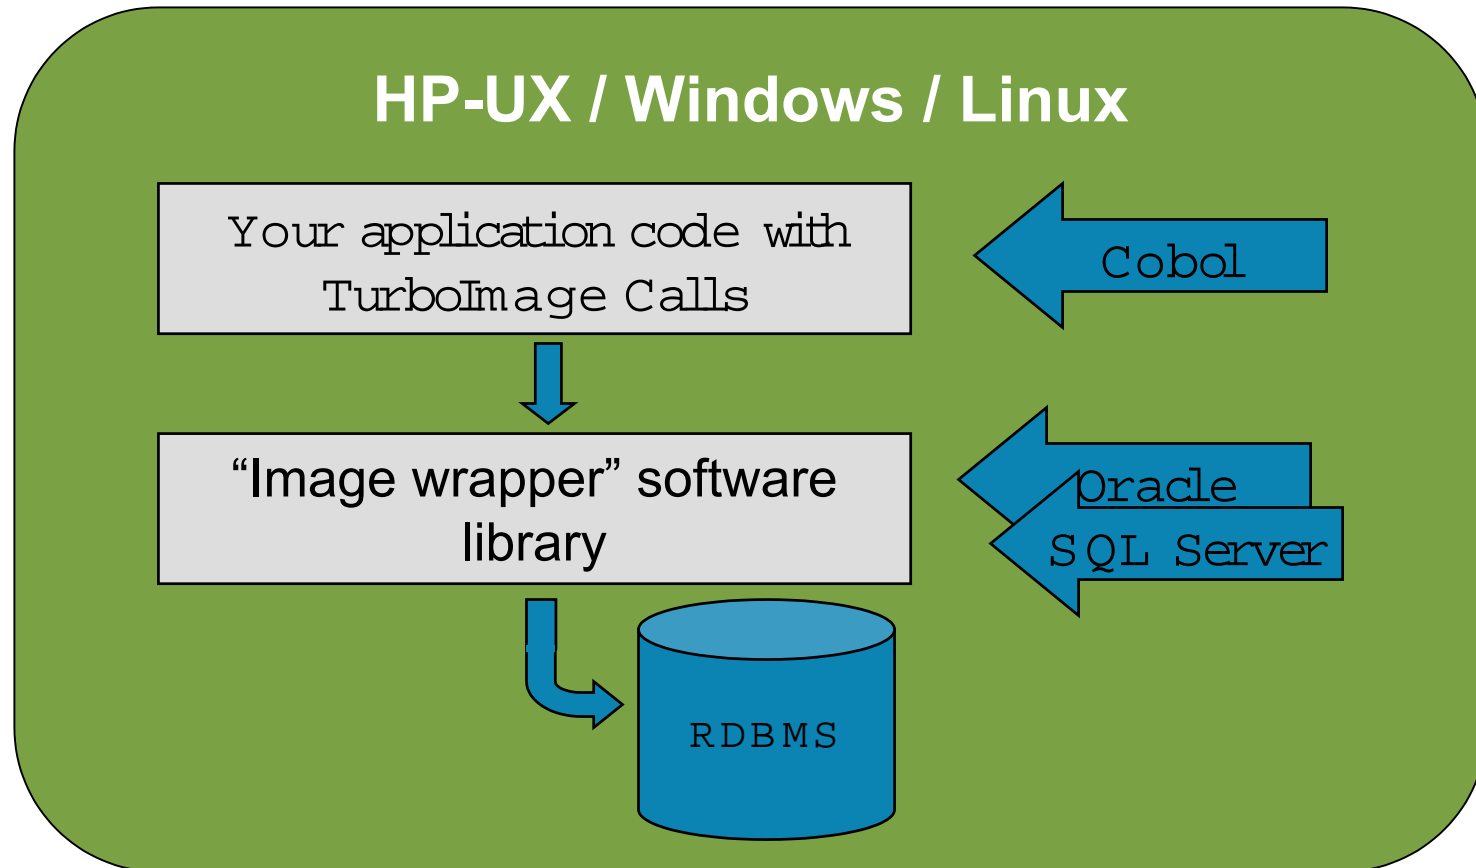 HP-UX / Windows / Linux
Your application code with
TurboImage Calls
Cobol
“Image wrapper” software
library
Oracle
SQL Server
RDBMS